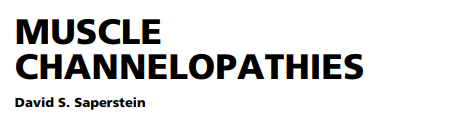 MUSCLE
CHANNELOPATHIES
David S. Saperstein